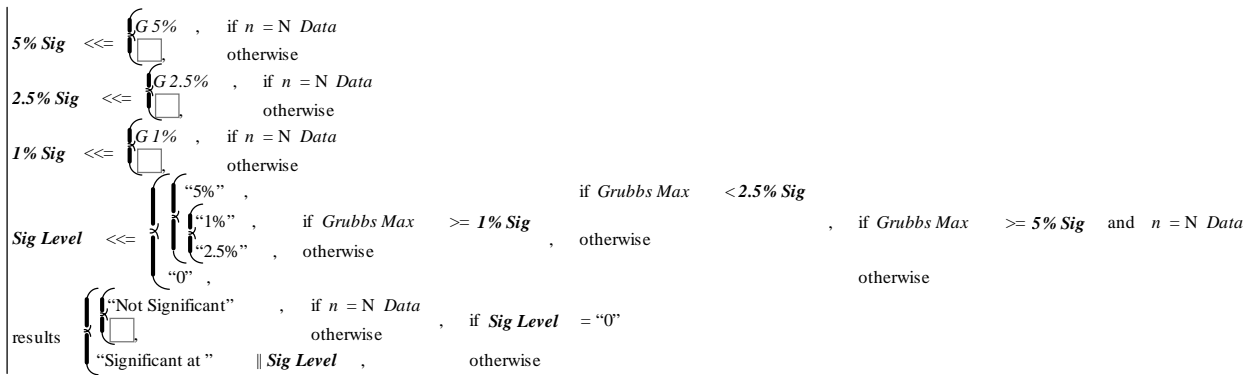 G 5% , if n = N Data
5% Sig <<=
, otherwise
G 2.5% , if n = N Data
2.5% Sig <<=
, otherwise
G 1% , if n = N Data
1% Sig <<=
, otherwise
“5%” , if Grubbs Max < 2.5% Sig
“1%” , if Grubbs Max >= 1% Sig , otherwise , if Grubbs Max >= 5% Sig and n = N Data
Sig Level <<=
“2.5%” , otherwise
“0” , otherwise
“Not Significant” , if n = N Data
, otherwise , if Sig Level = “0”
results
“Significant at ” || Sig Level , otherwise